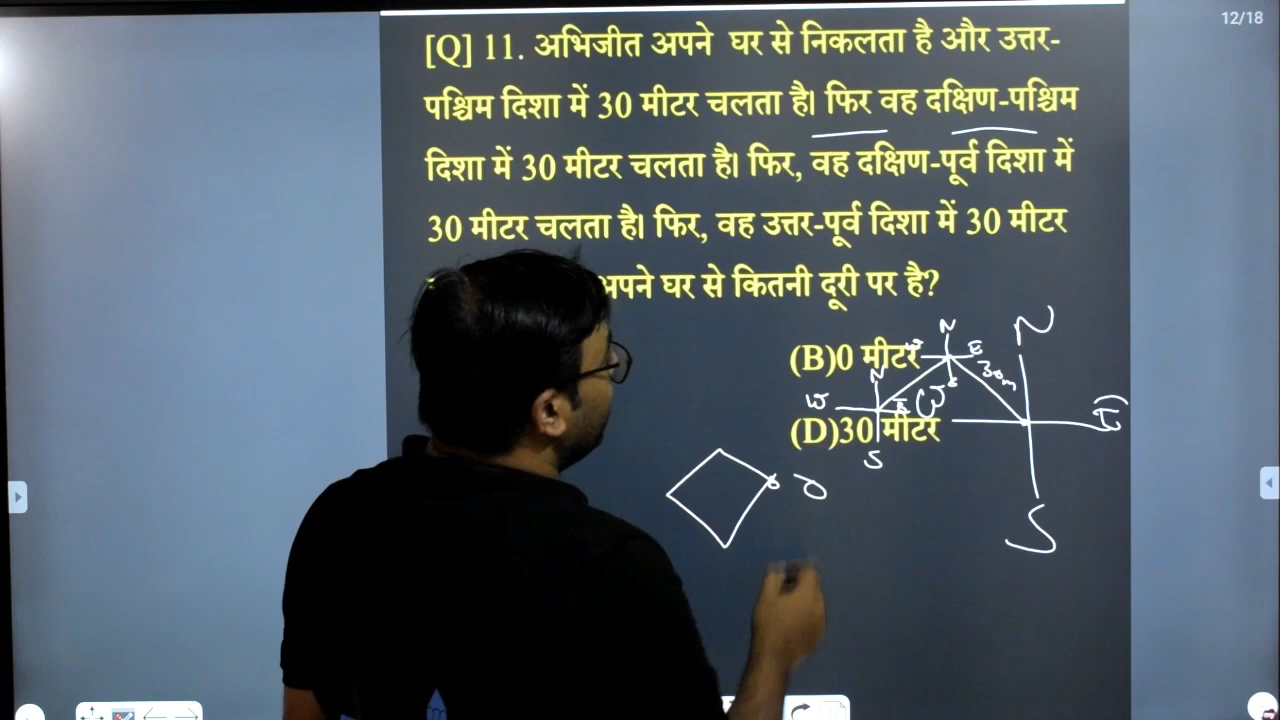 12/18
[Q] 11. अभिजीत अपने घर से निकलता है और उत्तर-
पश्चिम दिशा में 30 मीटर चलता है। फिर वह दक्षिण-पश्चिम
दिशा में 30 मीटर चलता है। फिर, वह दक्षिण-पूर्व दिशा में
30 मीटर चलता है। फिर, वह उत्तर-पूर्व दिशा में 30 मीटर
अपने घर से कितनी दूरी पर है?
N
N
(B)0 मीटर
W
E
30m
N
W
E
W
S
E
(D)30 मीटर
S
0
S